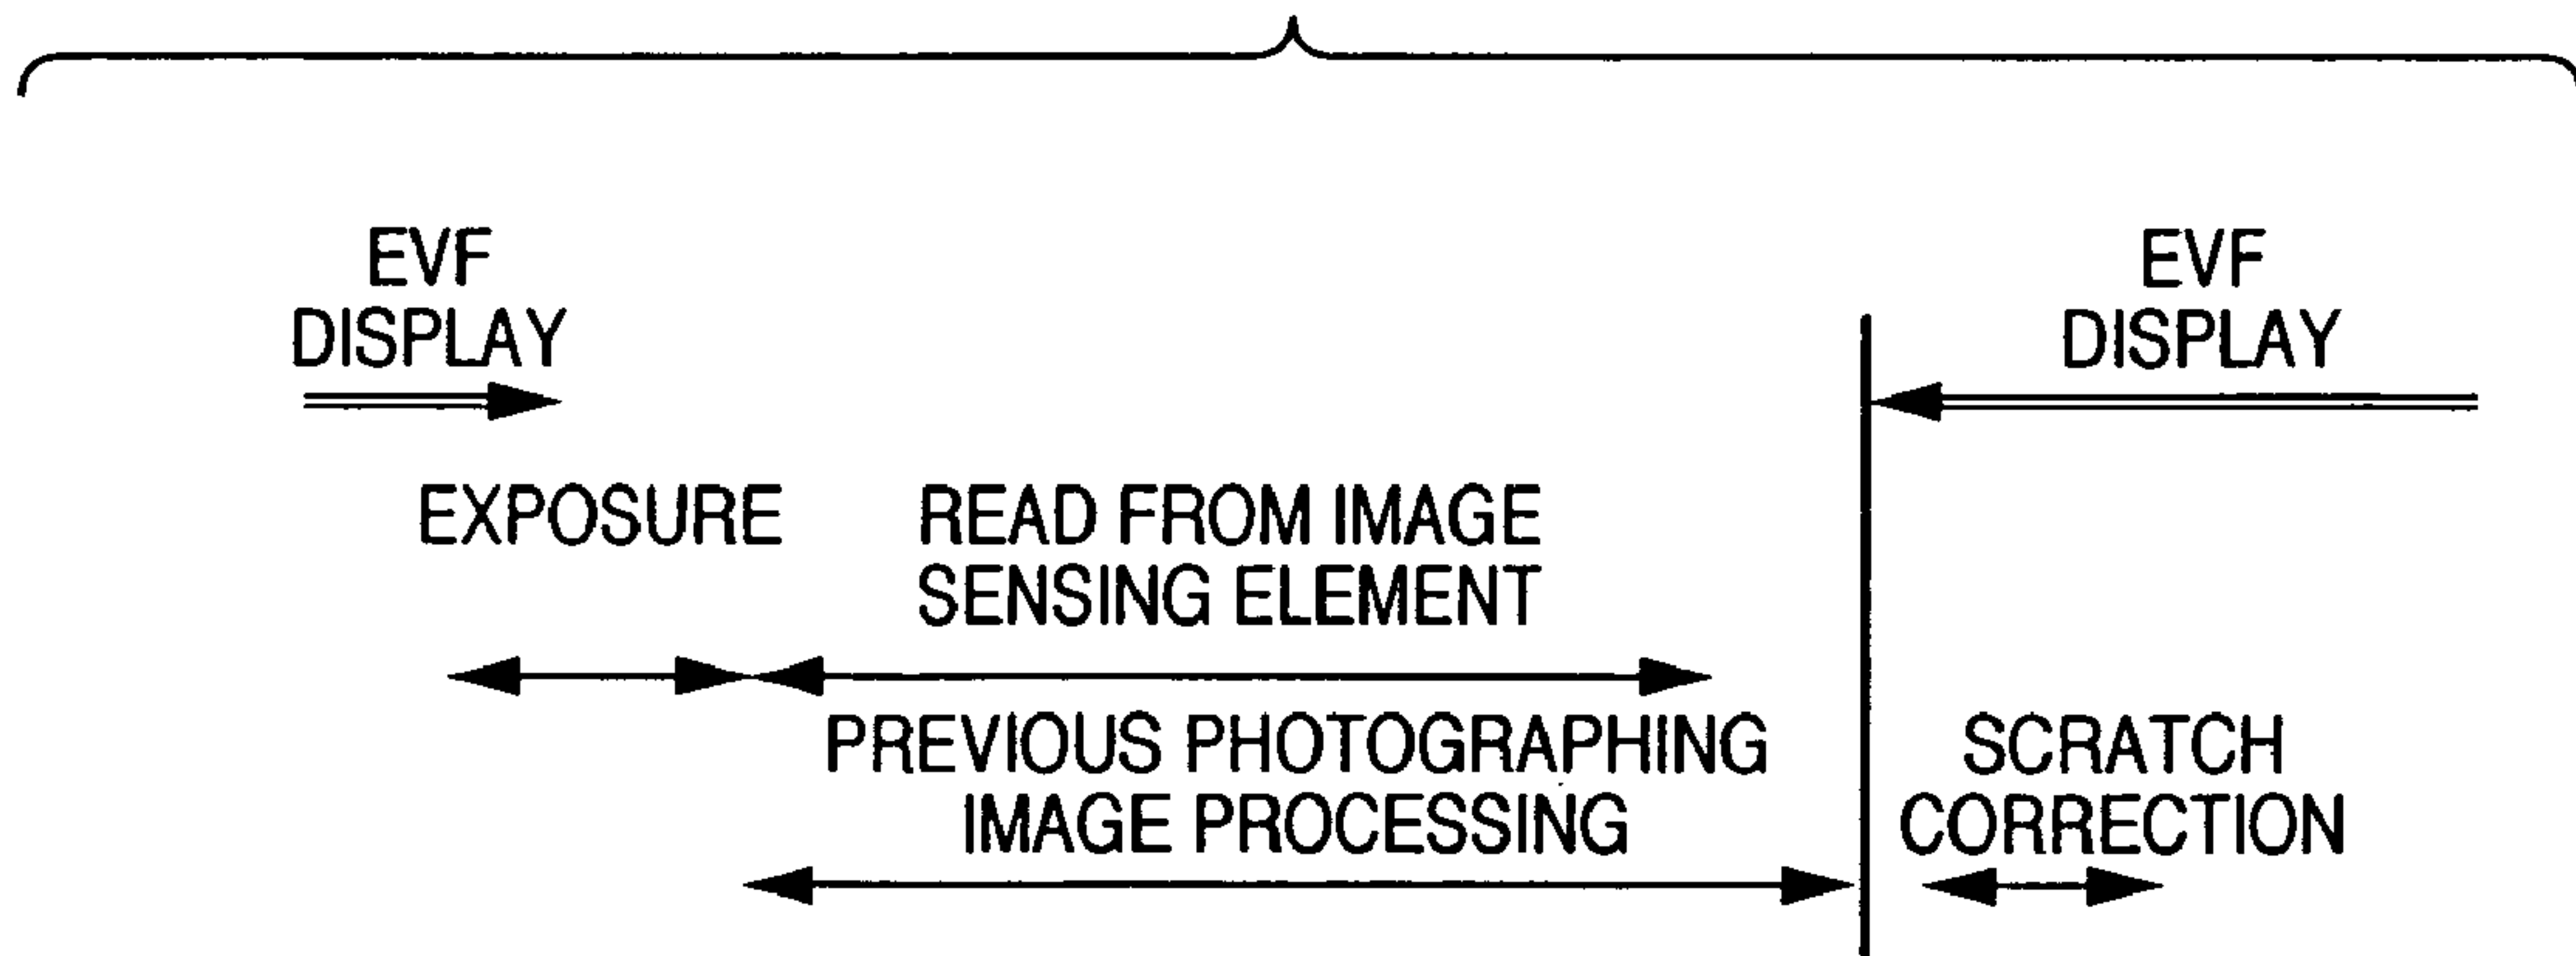 EVF
DISPLAY
EVF
DISPLAY
EXPOSURE
READ FROM IMAGE
SENSING ELEMENT
PREVIOUS PHOTOGRAPHING
IMAGE PROCESSING
SCRATCH
CORRECTION